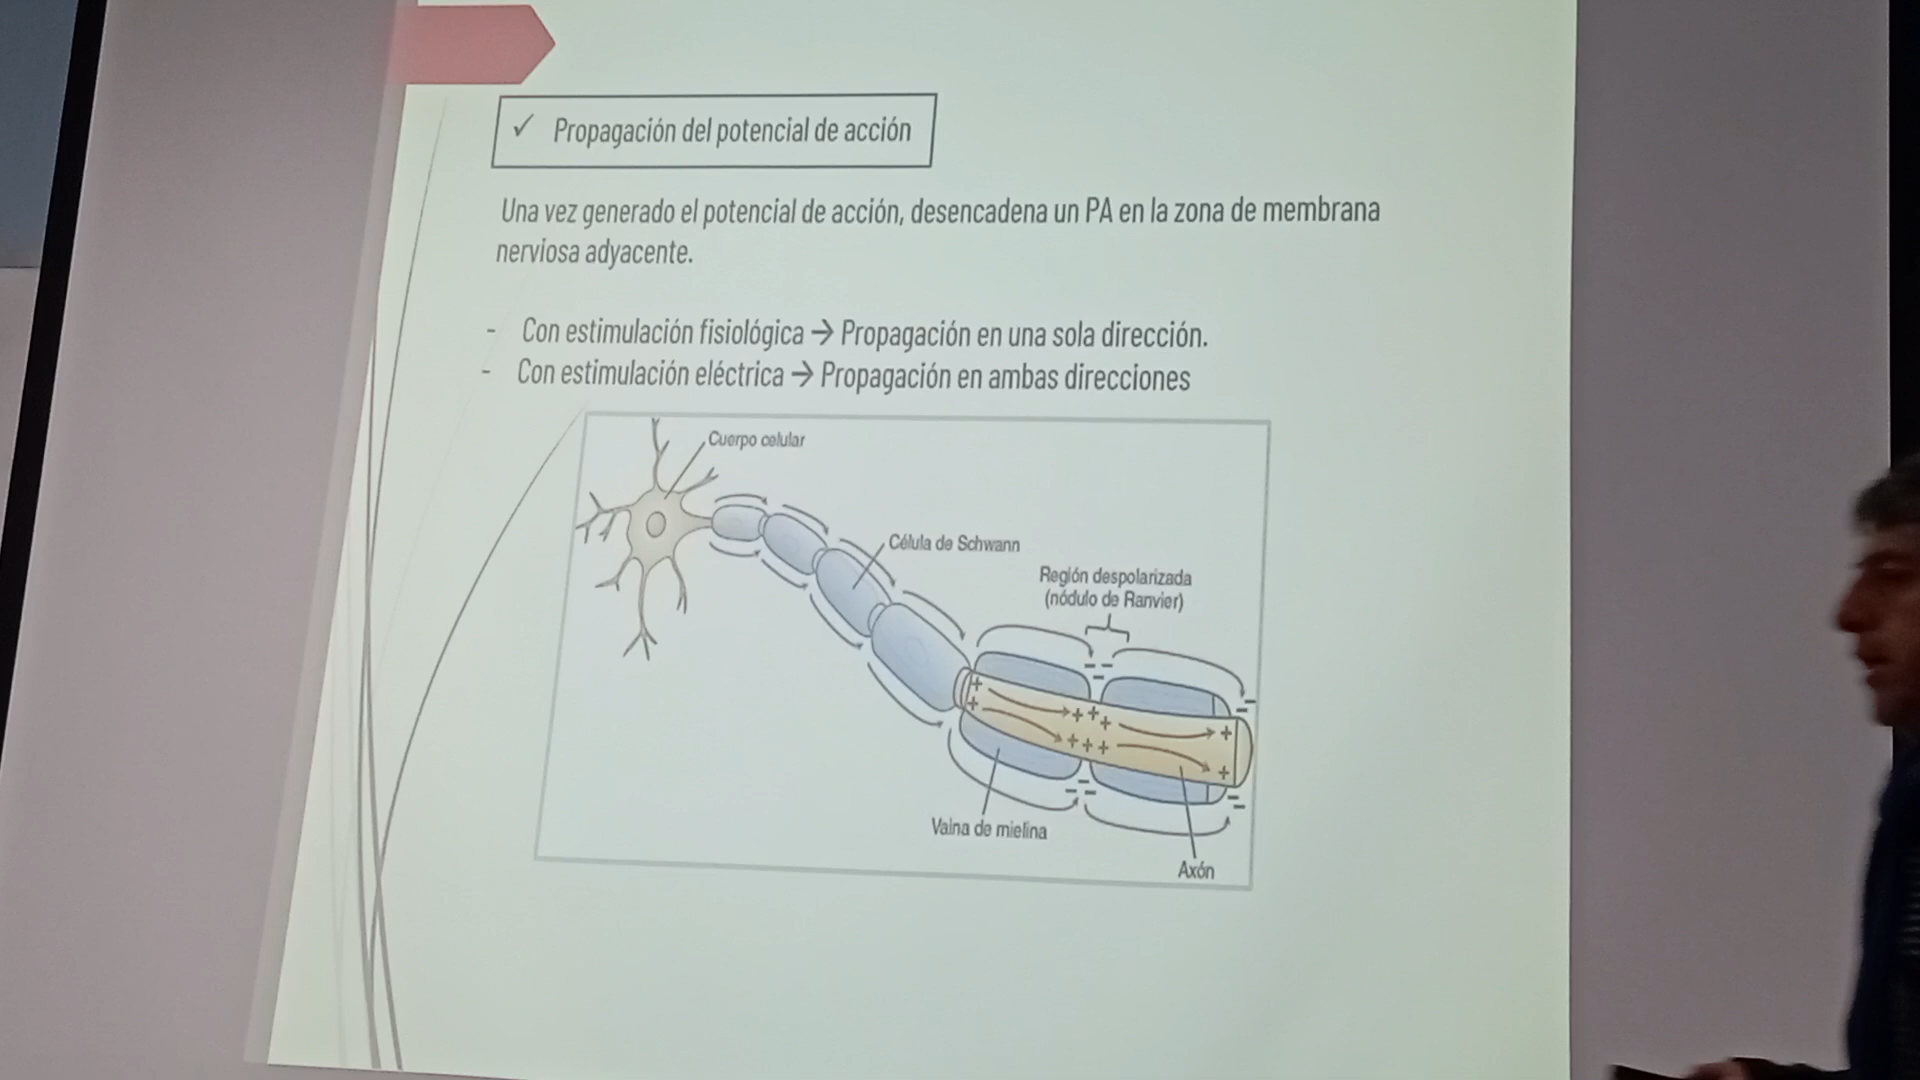 ✓ Propagación del potencial de acción
Una vez generado el potencial de acción, desencadena un PA en la zona de membrana
nerviosa adyacente.
- Con estimulación fisiológica → Propagación en una sola dirección.
- Con estimulación eléctrica → Propagación en ambas direcciones
Cuerpo celular
Célula de Schwann
Región despolarizada
(nódulo de Ranvier)
Vaina de mielina
Axón